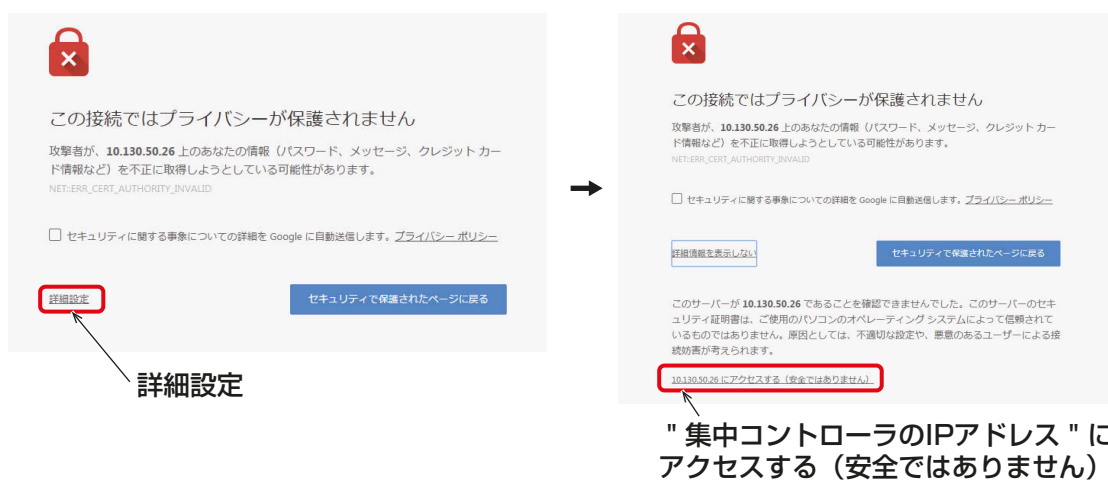 この接続ではプライバシーが保護されません
攻撃者が、10.130.50.26 上のあなたの情報（パスワード、メッセージ、クレジット カー
ド情報など）を不正に取得しようとしている可能性があります。
NET::ERR_CERT_AUTHORITY_INVALID
セキュリティに関する事象についての詳細を Google に自動送信します。プライバシー ポリシー
詳細設定
セキュリティで保護されたページに戻る
詳細設定
この接続ではプライバシーが保護されません
攻撃者が、10.130.50.26 上のあなたの情報（パスワード、メッセージ、クレジット カー
ド情報など）を不正に取得しようとしている可能性があります。
NET::ERR_CERT_AUTHORITY_INVALID
セキュリティに関する事象についての詳細を Google に自動送信します。プライバシー ポリシー
詳細情報を表示しない
セキュリティで保護されたページに戻る
このサーバーが 10.130.50.26 であることを確認できませんでした。このサーバーのセキ
ュリティ証明書は、ご使用のパソコンのオペレーティング システムによって信頼されて
いるものではありません。原因としては、不適切な設定や、悪意のあるユーザーによる接
続妨害が考えられます。
10.130.50.26 にアクセスする（安全ではありません）
" 集中コントローラのIPアドレス " に
アクセスする（安全ではありません）